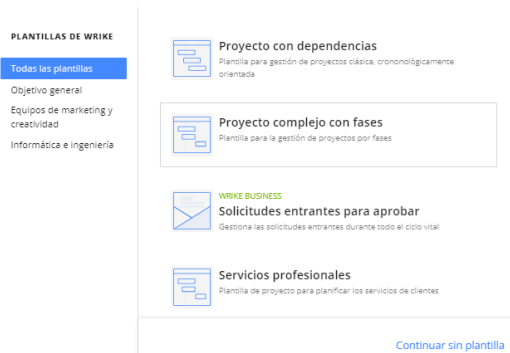 PLANTILLAS DE WRIKE
Todas las plantillas
Objetivo general
Equipos de marketing y
creatividad
Informática e ingeniería
Proyecto con dependencias
Plantilla para gestión de proyectos clásica, crononológicamente
orientada
Proyecto complejo con fases
Plantilla para la gestión de proyectos por fases
WRIKE BUSINESS
Solicitudes entrantes para aprobar
Gestiona las solicitudes entrantes durante todo el ciclo vital
Servicios profesionales
Plantilla de proyecto para planificar los servicios de clientes
Continuar sin plantilla